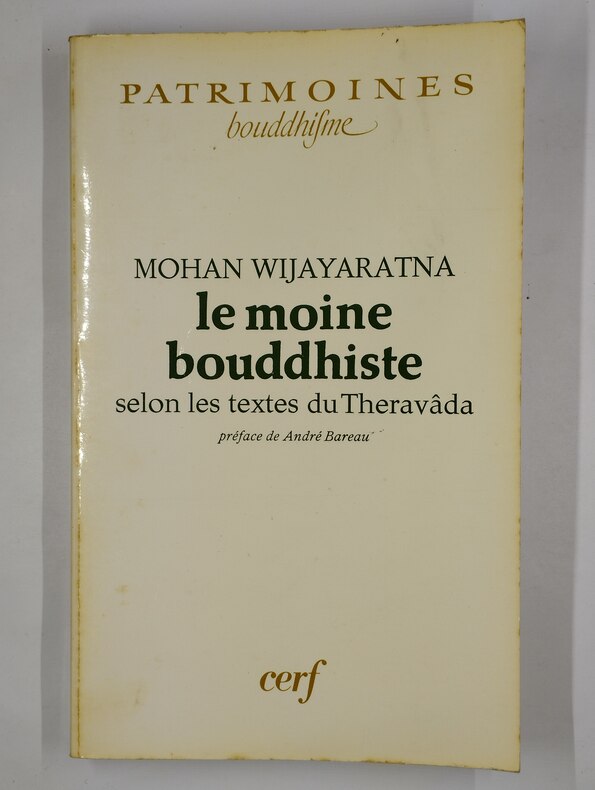 PATRIMOINES
bouddhisme
MOHAN WIJAYARATNA
le moine
bouddhiste
selon les textes du Theravâda
préface de André Bareau
cerf